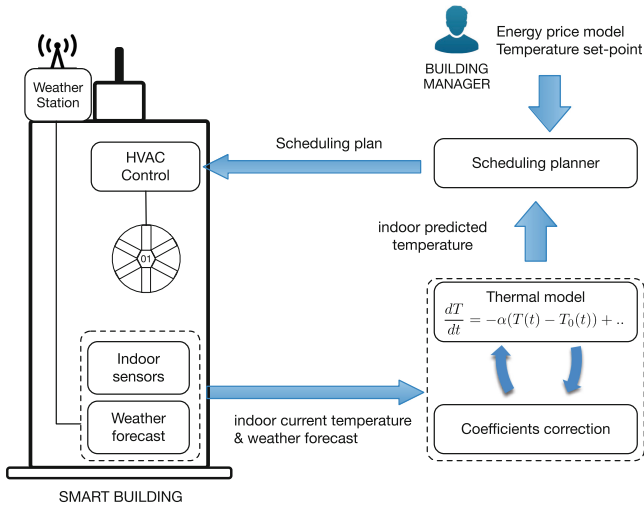 Weather
Station
HVAC
Control
01
Indoor
sensors
Weather
forecast
SMART BUILDING
Scheduling plan
indoor current temperature
& weather forecast
BUILDING
MANAGER
Energy price model
Temperature set-point
Scheduling planner
indoor predicted
temperature
Thermal model
dT/dt = −α(T(t) − T₀(t)) + ..
Coefficients correction